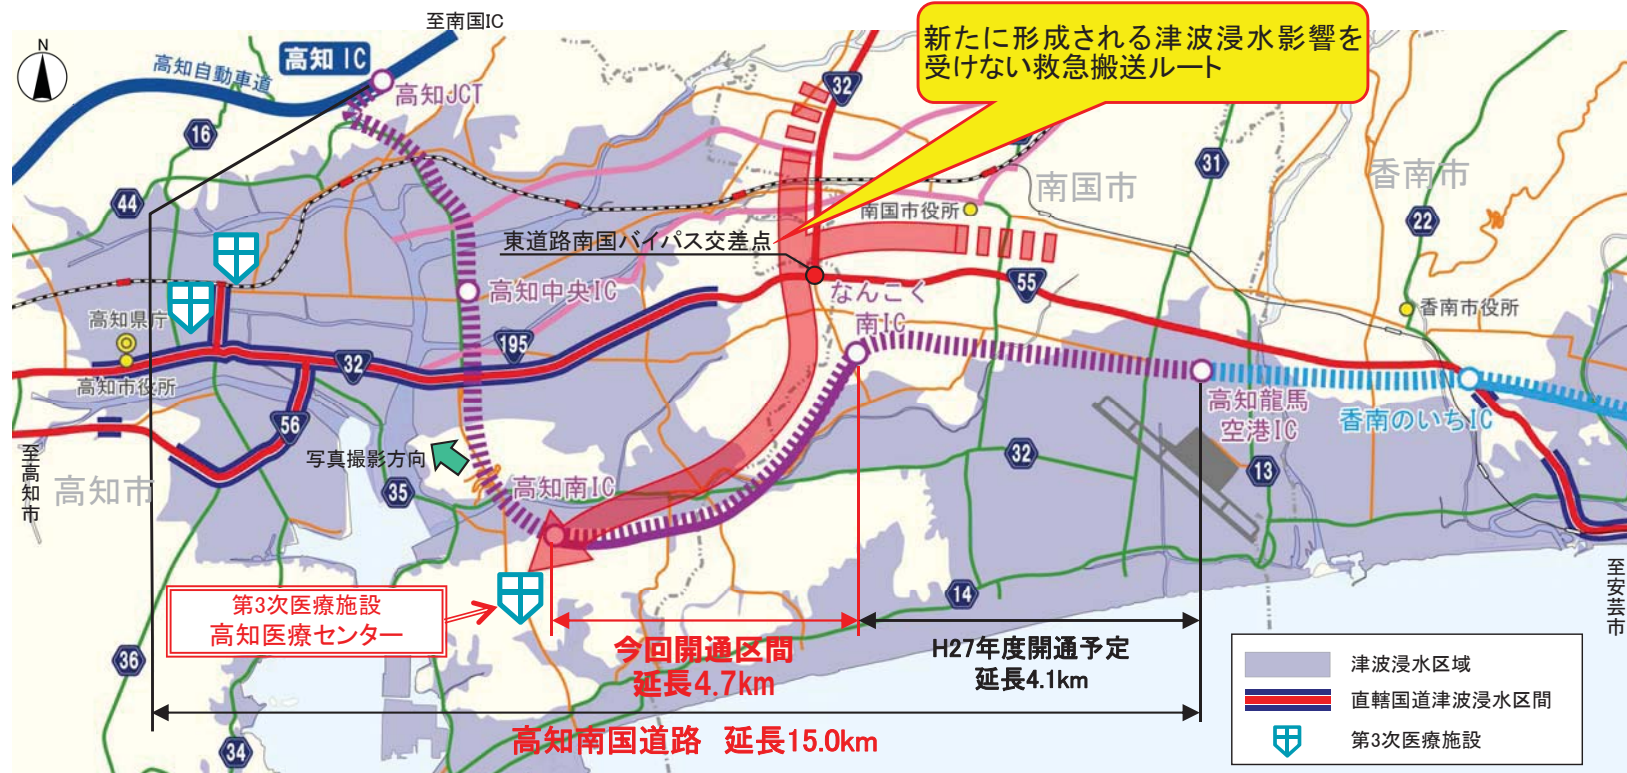 至南国IC
新たに形成される津波浸水影響を
受けない救急搬送ルート
N
高知 IC
高知自動車道
高知JCT
32
16
31
44
南国市
香南市
南国市役所
22
東道路南国バイパス交差点
55
高知中央IC
なんこく
南IC
高知県庁
香南市役所
195
32
高知市役所
高知龍馬
空港IC
香南のいちIC
56
写真撮影方向
32
13
至高知市
高知市
35
高知南IC
14
至安芸市
第3次医療施設
高知医療センター
今回開通区間
延長4.7km
H27年度開通予定
延長4.1km
36
34
高知南国道路 延長15.0km
津波浸水区域
直轄国道津波浸水区間
第3次医療施設